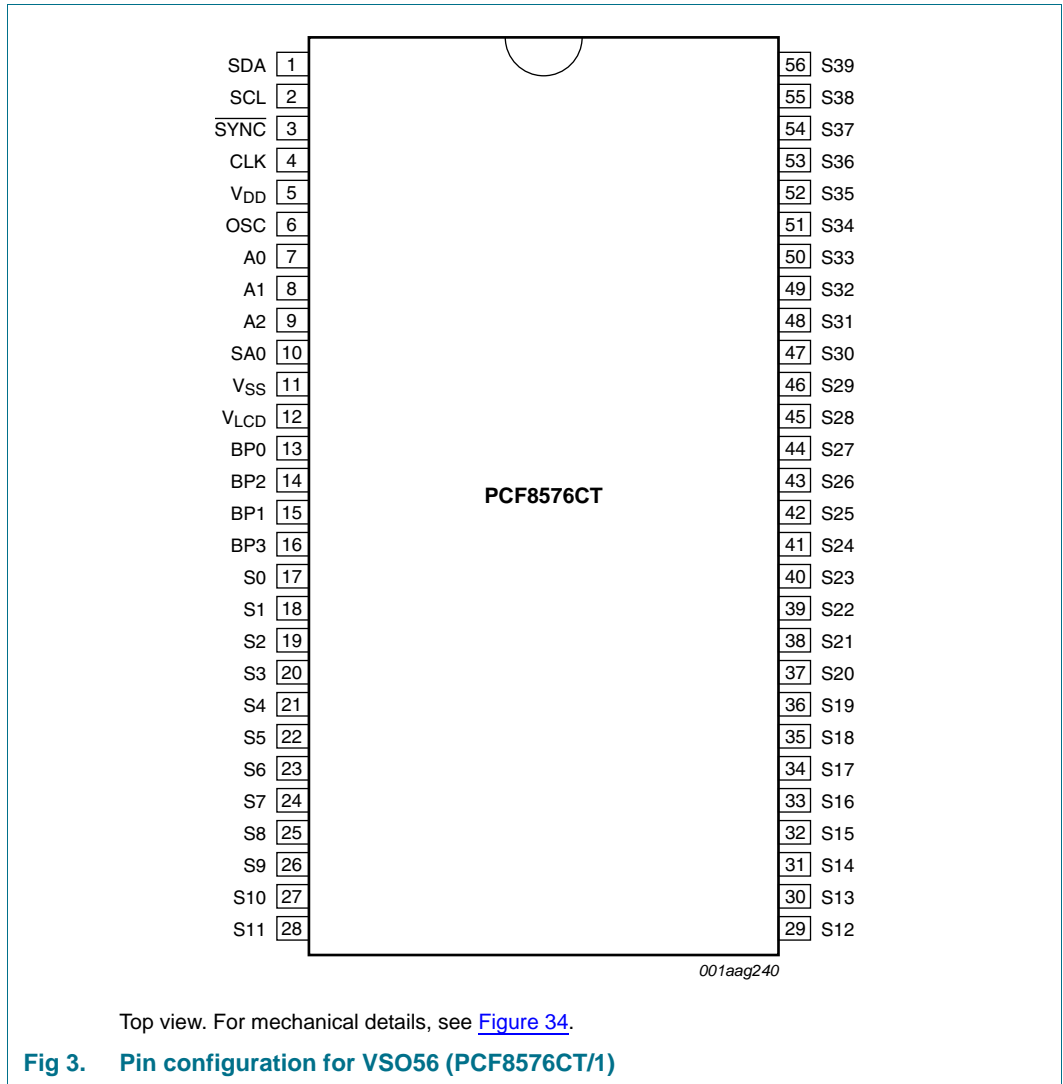 SDA 1 56 S39
SCL 2 55 S38
SYNC 3 54 S37
CLK 4 53 S36
VDD 5 52 S35
OSC 6 51 S34
A0 7 50 S33
A1 8 49 S32
A2 9 48 S31
SA0 10 47 S30
VSS 11 46 S29
VLCD 12 45 S28
BP0 13 44 S27
BP2 14 43 S26
PCF8576CT
BP1 15 42 S25
BP3 16 41 S24
S0 17 40 S23
S1 18 39 S22
S2 19 38 S21
S3 20 37 S20
S4 21 36 S19
S5 22 35 S18
S6 23 34 S17
S7 24 33 S16
S8 25 32 S15
S9 26 31 S14
S10 27 30 S13
S11 28 29 S12
001aag240
Top view. For mechanical details, see Figure 34.
Fig 3. Pin configuration for VSO56 (PCF8576CT/1)